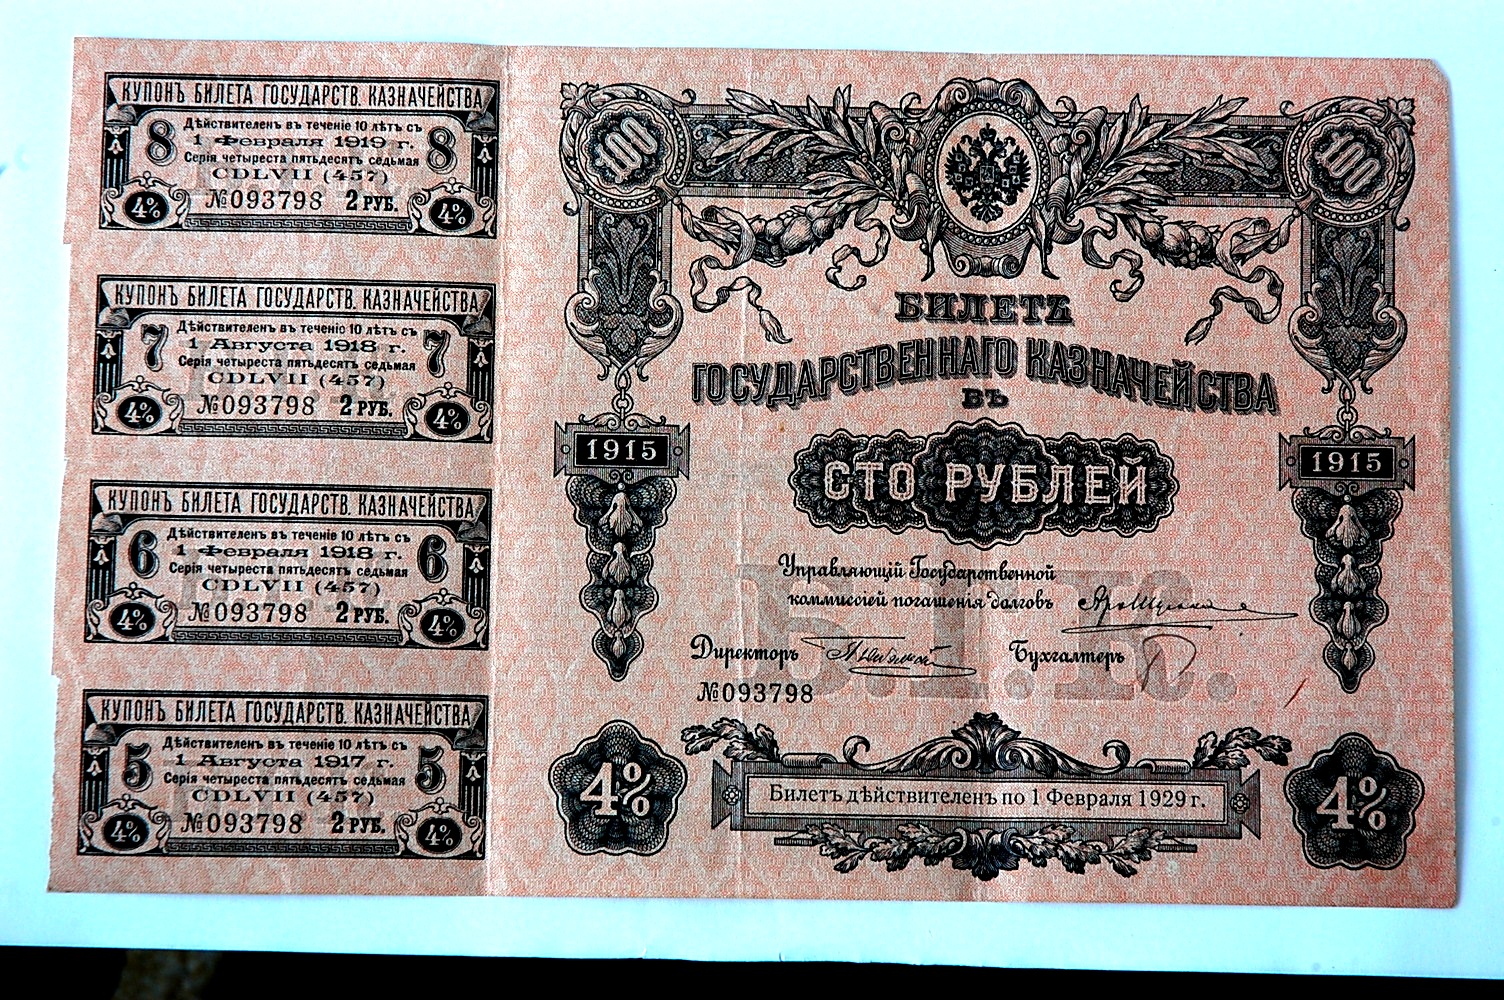 КУПОНЪ БИЛЕТА ГОСУДАРСТВ. КАЗНАЧЕЙСТВА
Дѣйствителенъ въ теченіе 10 лѣтъ съ
8 1 Февраля 1919 г. 8
Серія четыреста пятьдесятъ седьмая
CDLVII (457)
№093798 2 РУБ.
4% 4%
КУПОНЪ БИЛЕТА ГОСУДАРСТВ. КАЗНАЧЕЙСТВА
Дѣйствителенъ въ теченіе 10 лѣтъ съ
7 1 Августа 1918 г. 7
Серія четыреста пятьдесятъ седьмая
CDLVII (457)
№093798 2 РУБ.
4% 4%
КУПОНЪ БИЛЕТА ГОСУДАРСТВ. КАЗНАЧЕЙСТВА
Дѣйствителенъ въ теченіе 10 лѣтъ съ
6 1 Февраля 1918 г. 6
Серія четыреста пятьдесятъ седьмая
CDLVII (457)
№093798 2 РУБ.
4% 4%
КУПОНЪ БИЛЕТА ГОСУДАРСТВ. КАЗНАЧЕЙСТВА
Дѣйствителенъ въ теченіе 10 лѣтъ съ
5 1 Августа 1917 г. 5
Серія четыреста пятьдесятъ седьмая
CDLVII (457)
№093798 2 РУБ.
4% 4%
100 100
БИЛЕТЪ
ГОСУДАРСТВЕННАГО КАЗНАЧЕЙСТВА
ВЪ
1915 1915
СТО РУБЛЕЙ
Управляющій Государственной
коммиссіей погашенія долговъ
Б.Г.К.
Директоръ Бухгалтеръ
№093798
4% 4%
Билетъ дѣйствителенъ по 1 Февраля 1929 г.